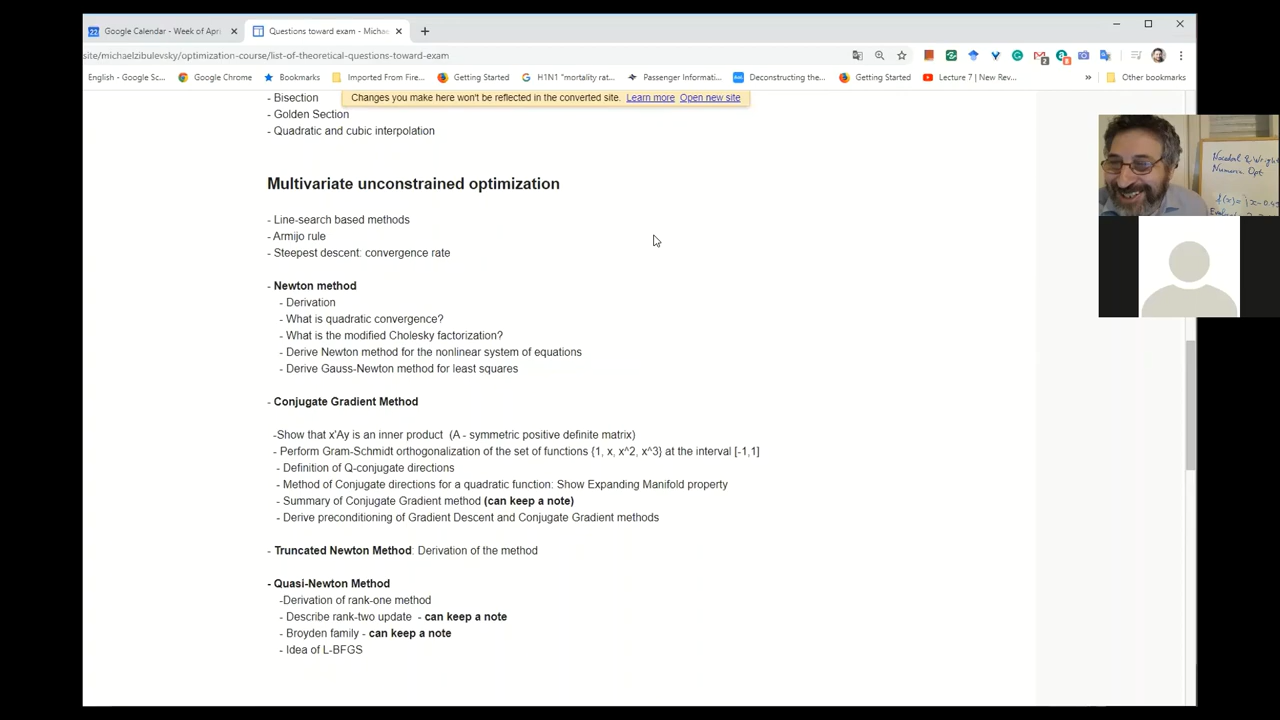 Google Calendar - Week of Apri
Questions toward exam - Michae
site/michaelzibulevsky/optimization-course/list-of-theoretical-questions-toward-exam
English - Google Sc...
Google Chrome
Bookmarks
Imported From Fire...
Getting Started
H1N1 "mortality rat...
Passenger Informati...
Deconstructing the...
Getting Started
Lecture 7 | New Rev...
»
Other bookmarks
Changes you make here won't be reflected in the converted site. Learn more Open new site
- Bisection
- Golden Section
- Quadratic and cubic interpolation
Multivariate unconstrained optimization
- Line-search based methods
- Armijo rule
- Steepest descent: convergence rate
- Newton method
- Derivation
- What is quadratic convergence?
- What is the modified Cholesky factorization?
- Derive Newton method for the nonlinear system of equations
- Derive Gauss-Newton method for least squares
- Conjugate Gradient Method
-Show that x'Ay is an inner product (A - symmetric positive definite matrix)
- Perform Gram-Schmidt orthogonalization of the set of functions {1, x, x^2, x^3} at the interval [-1,1]
- Definition of Q-conjugate directions
- Method of Conjugate directions for a quadratic function: Show Expanding Manifold property
- Summary of Conjugate Gradient method (can keep a note)
- Derive preconditioning of Gradient Descent and Conjugate Gradient methods
- Truncated Newton Method: Derivation of the method
- Quasi-Newton Method
-Derivation of rank-one method
- Describe rank-two update - can keep a note
- Broyden family - can keep a note
- Idea of L-BFGS
Numeric Opt